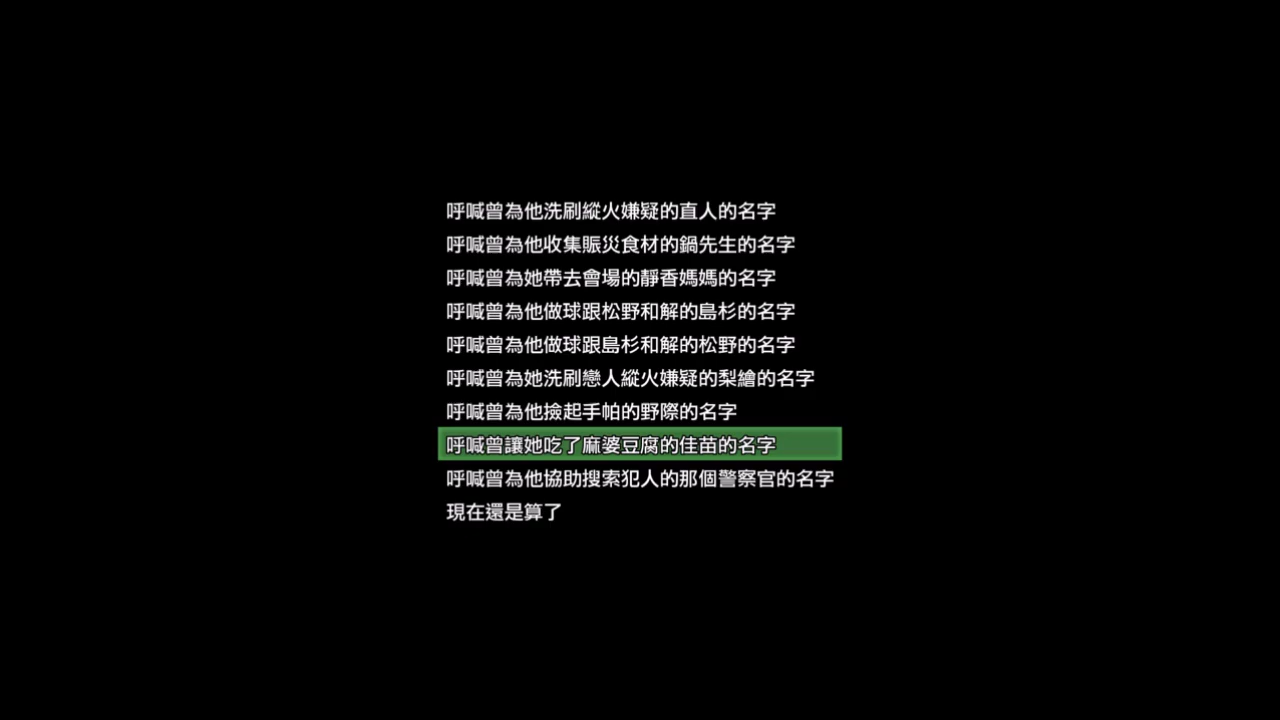 呼喊曾為他洗刷縱火嫌疑的直人的名字
呼喊曾為他收集賑災食材的鍋先生的名字
呼喊曾為她帶去會場的靜香媽媽的名字
呼喊曾為他做球跟松野和解的島杉的名字
呼喊曾為他做球跟島杉和解的松野的名字
呼喊曾為她洗刷戀人縱火嫌疑的梨繪的名字
呼喊曾為他撿起手帕的野際的名字
呼喊曾讓她吃了麻婆豆腐的佳苗的名字
呼喊曾為他協助搜索犯人的那個警察官的名字
現在還是算了